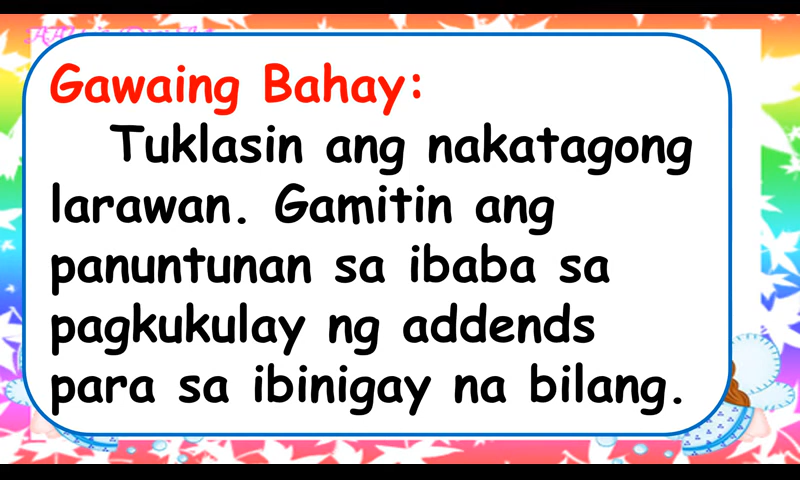 Gawaing Bahay:
Tuklasin ang nakatagong
larawan. Gamitin ang
panuntunan sa ibaba sa
pagkukulay ng addends
para sa ibinigay na bilang.